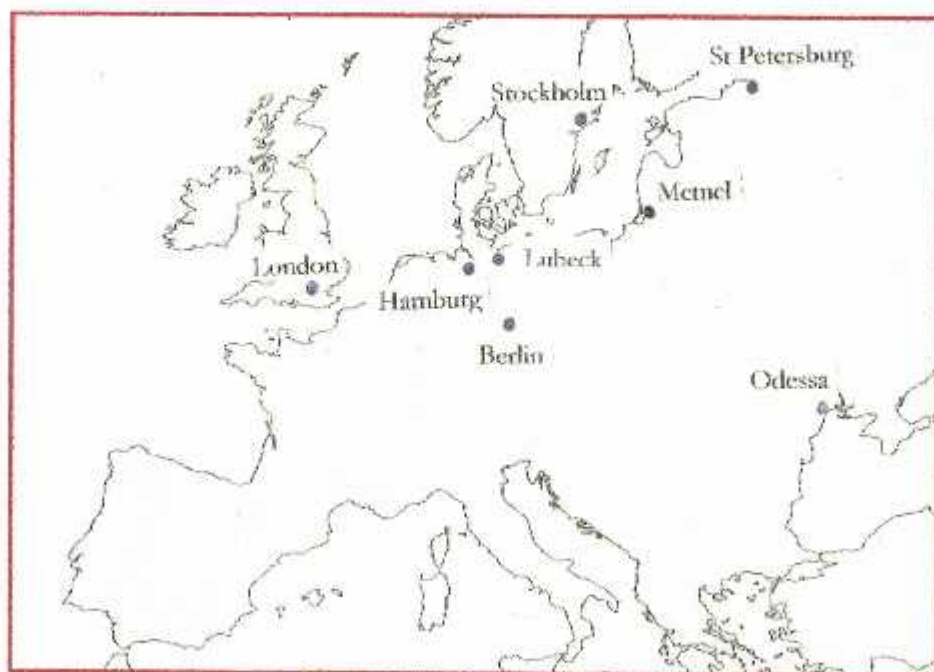 St Petersburg
Stockholm
Memel
London
Lubeck
Hamburg
Berlin
Odessa